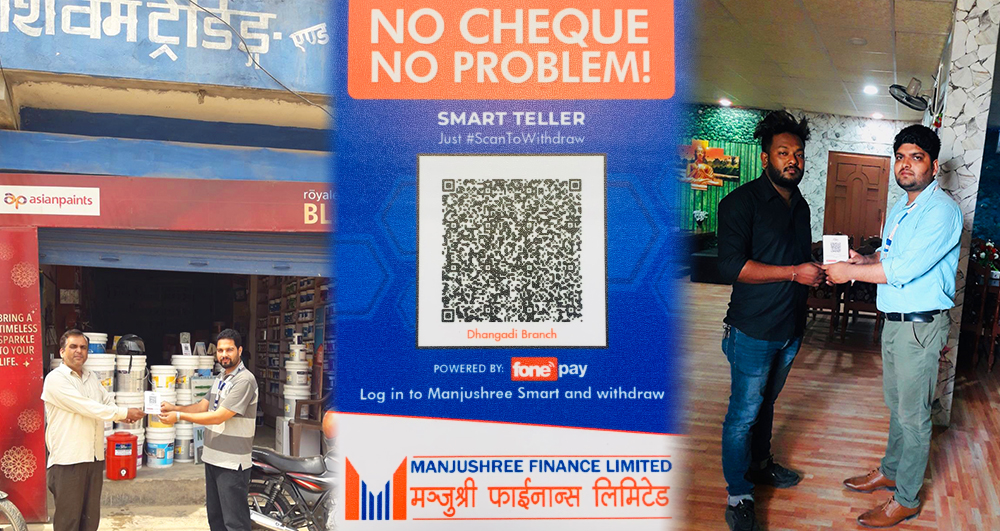 शिवम ट्रेडिङ एण्ड
ap asianpaints
royale
BL
BRING A
TIMELESS
SPARKLE
TO YOUR
LIFE.
NO CHEQUE
NO PROBLEM!
SMART TELLER
Just #ScanToWithdraw
Dhangadi Branch
POWERED BY: fonepay
Log in to Manjushree Smart and withdraw
MANJUSHREE FINANCE LIMITED
मञ्जुश्री फाईनान्स लिमिटेड